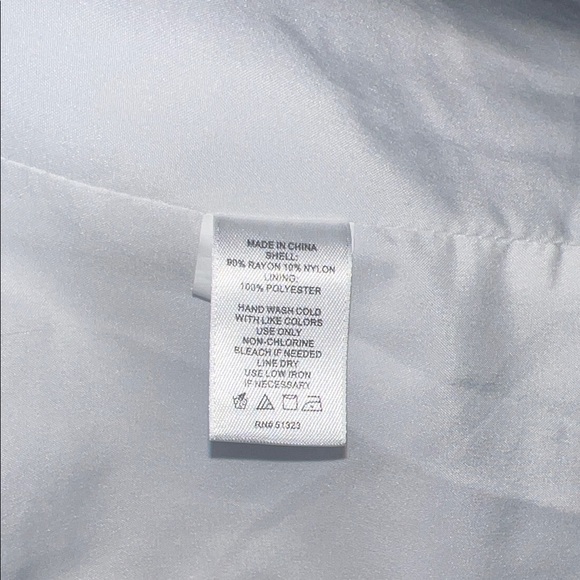 MADE IN CHINA
SHELL:
90% RAYON 10% NYLON
LINING:
100% POLYESTER
HAND WASH COLD
WITH LIKE COLORS
USE ONLY
NON-CHLORINE
BLEACH IF NEEDED
LINE DRY
USE LOW IRON
IF NECESSARY
RN# 51323